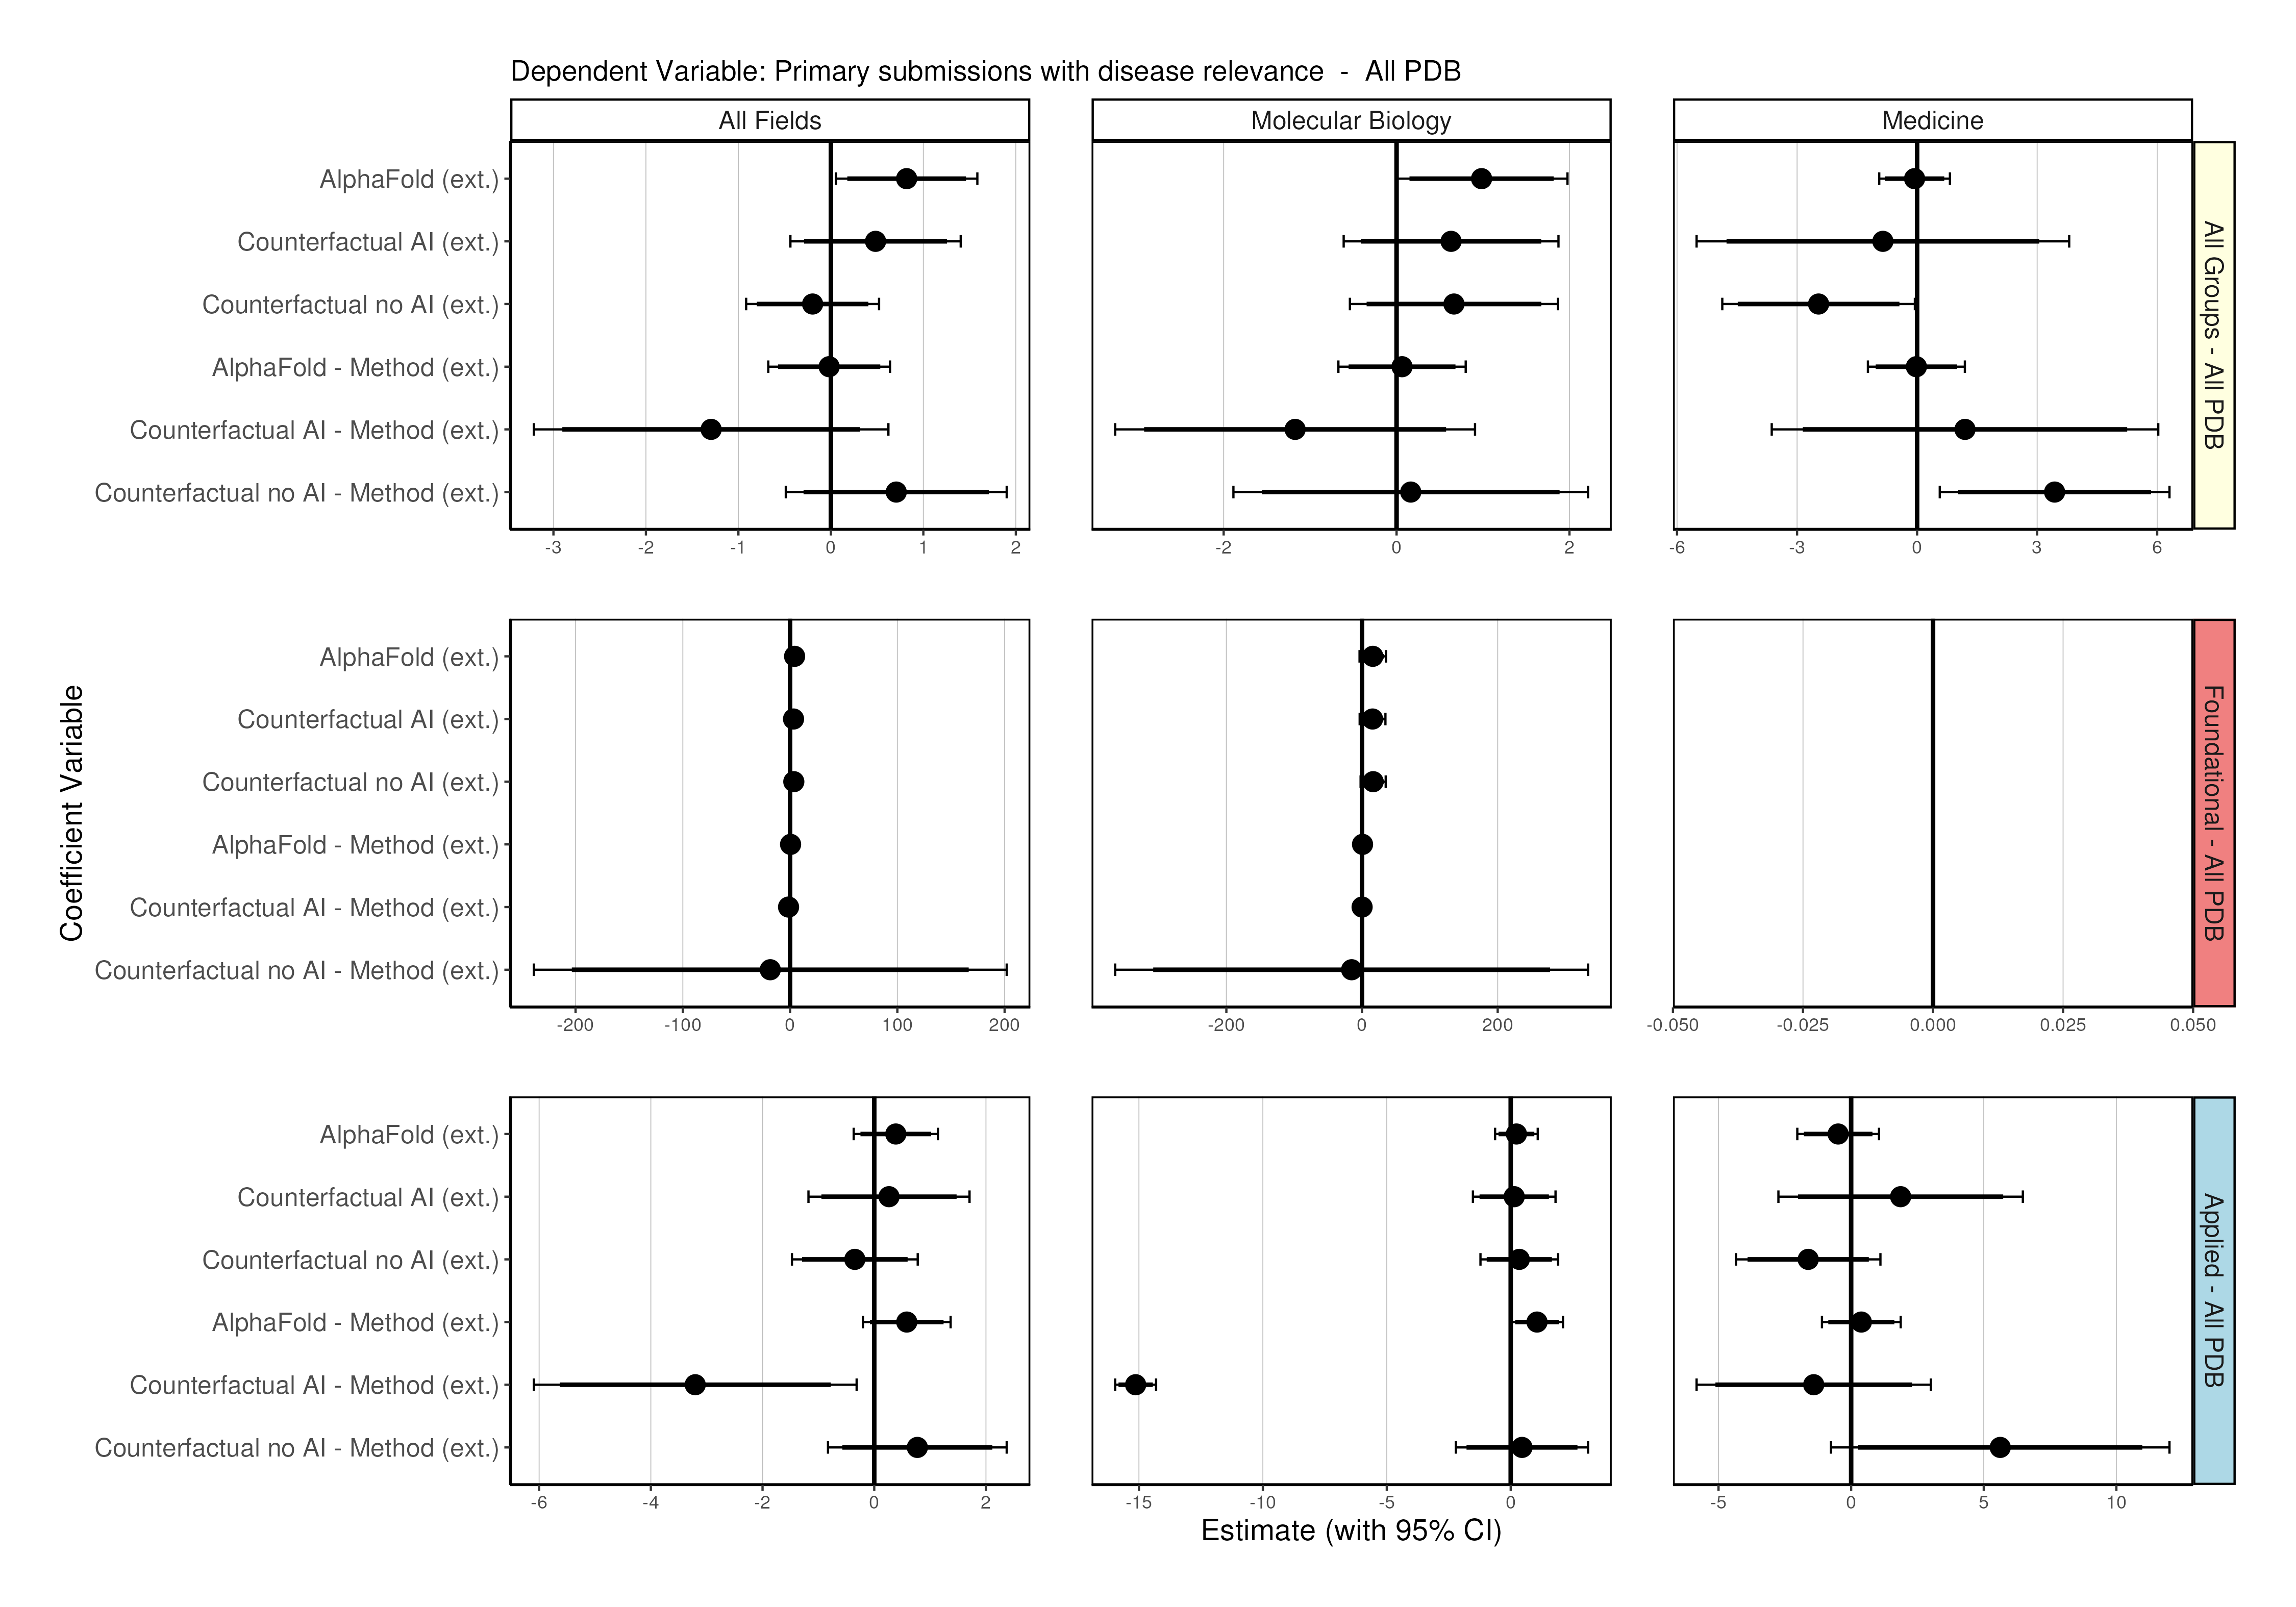 Dependent Variable: Primary submissions with disease relevance - All PDB
All Fields
Molecular Biology
Medicine
AlphaFold (ext.)
Counterfactual AI (ext.)
Counterfactual no AI (ext.)
AlphaFold - Method (ext.)
Counterfactual AI - Method (ext.)
Counterfactual no AI - Method (ext.)
All Groups - All PDB
-3 -2 -1 0 1 2
-2 0 2
-6 -3 0 3 6
Coefficient Variable
AlphaFold (ext.)
Counterfactual AI (ext.)
Counterfactual no AI (ext.)
AlphaFold - Method (ext.)
Counterfactual AI - Method (ext.)
Counterfactual no AI - Method (ext.)
Foundational - All PDB
-200 -100 0 100 200
-200 0 200
-0.050 -0.025 0.000 0.025 0.050
AlphaFold (ext.)
Counterfactual AI (ext.)
Counterfactual no AI (ext.)
AlphaFold - Method (ext.)
Counterfactual AI - Method (ext.)
Counterfactual no AI - Method (ext.)
Applied - All PDB
-6 -4 -2 0 2
-15 -10 -5 0
-5 0 5 10
Estimate (with 95% CI)